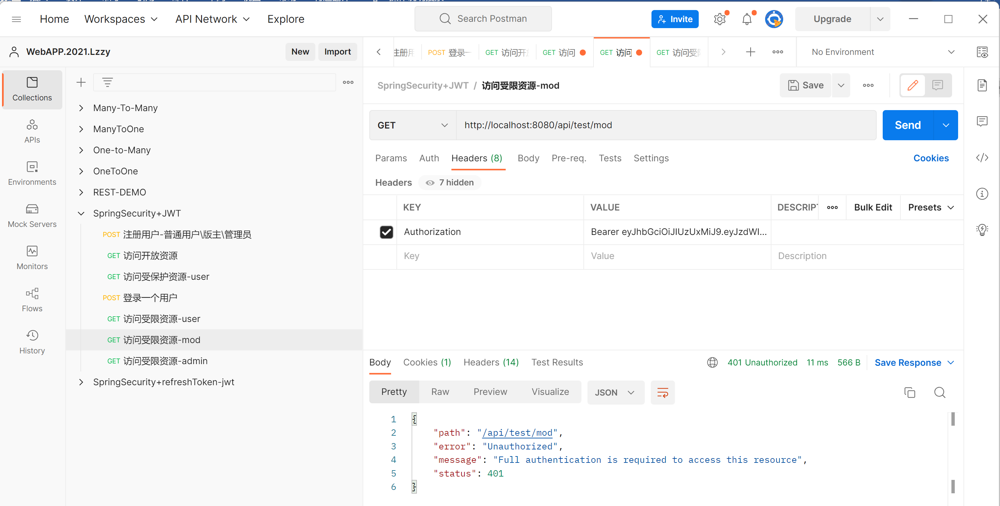 Home Workspaces API Network Explore Search Postman Invite Upgrade
WebAPP.2021.Lzzy New Import
注册用 POST 登录一 GET 访问开 GET 访问 GET 访问 GET 访问受 No Environment
Collections
APIs
Environments
Mock Servers
Monitors
Flows
History
Many-To-Many
ManyToOne
One-to-Many
OneToOne
REST-DEMO
SpringSecurity+JWT
POST 注册用户-普通用户\版主\管理员
GET 访问开放资源
GET 访问受保护资源-user
POST 登录一个用户
GET 访问受限资源-user
GET 访问受限资源-mod
GET 访问受限资源-admin
SpringSecurity+refreshToken-jwt
SpringSecurity+JWT / 访问受限资源-mod Save
GET http://localhost:8080/api/test/mod Send
Params Auth Headers (8) Body Pre-req. Tests Settings Cookies
Headers 7 hidden
KEY VALUE DESCRIPT Bulk Edit Presets
Authorization Bearer eyJhbGciOiJIUzUxMiJ9.eyJzdWI...
Key Value Description
Body Cookies (1) Headers (14) Test Results 401 Unauthorized 11 ms 566 B Save Response
Pretty Raw Preview Visualize JSON
1 {
2 "path": "/api/test/mod",
3 "error": "Unauthorized",
4 "message": "Full authentication is required to access this resource",
5 "status": 401
6 }